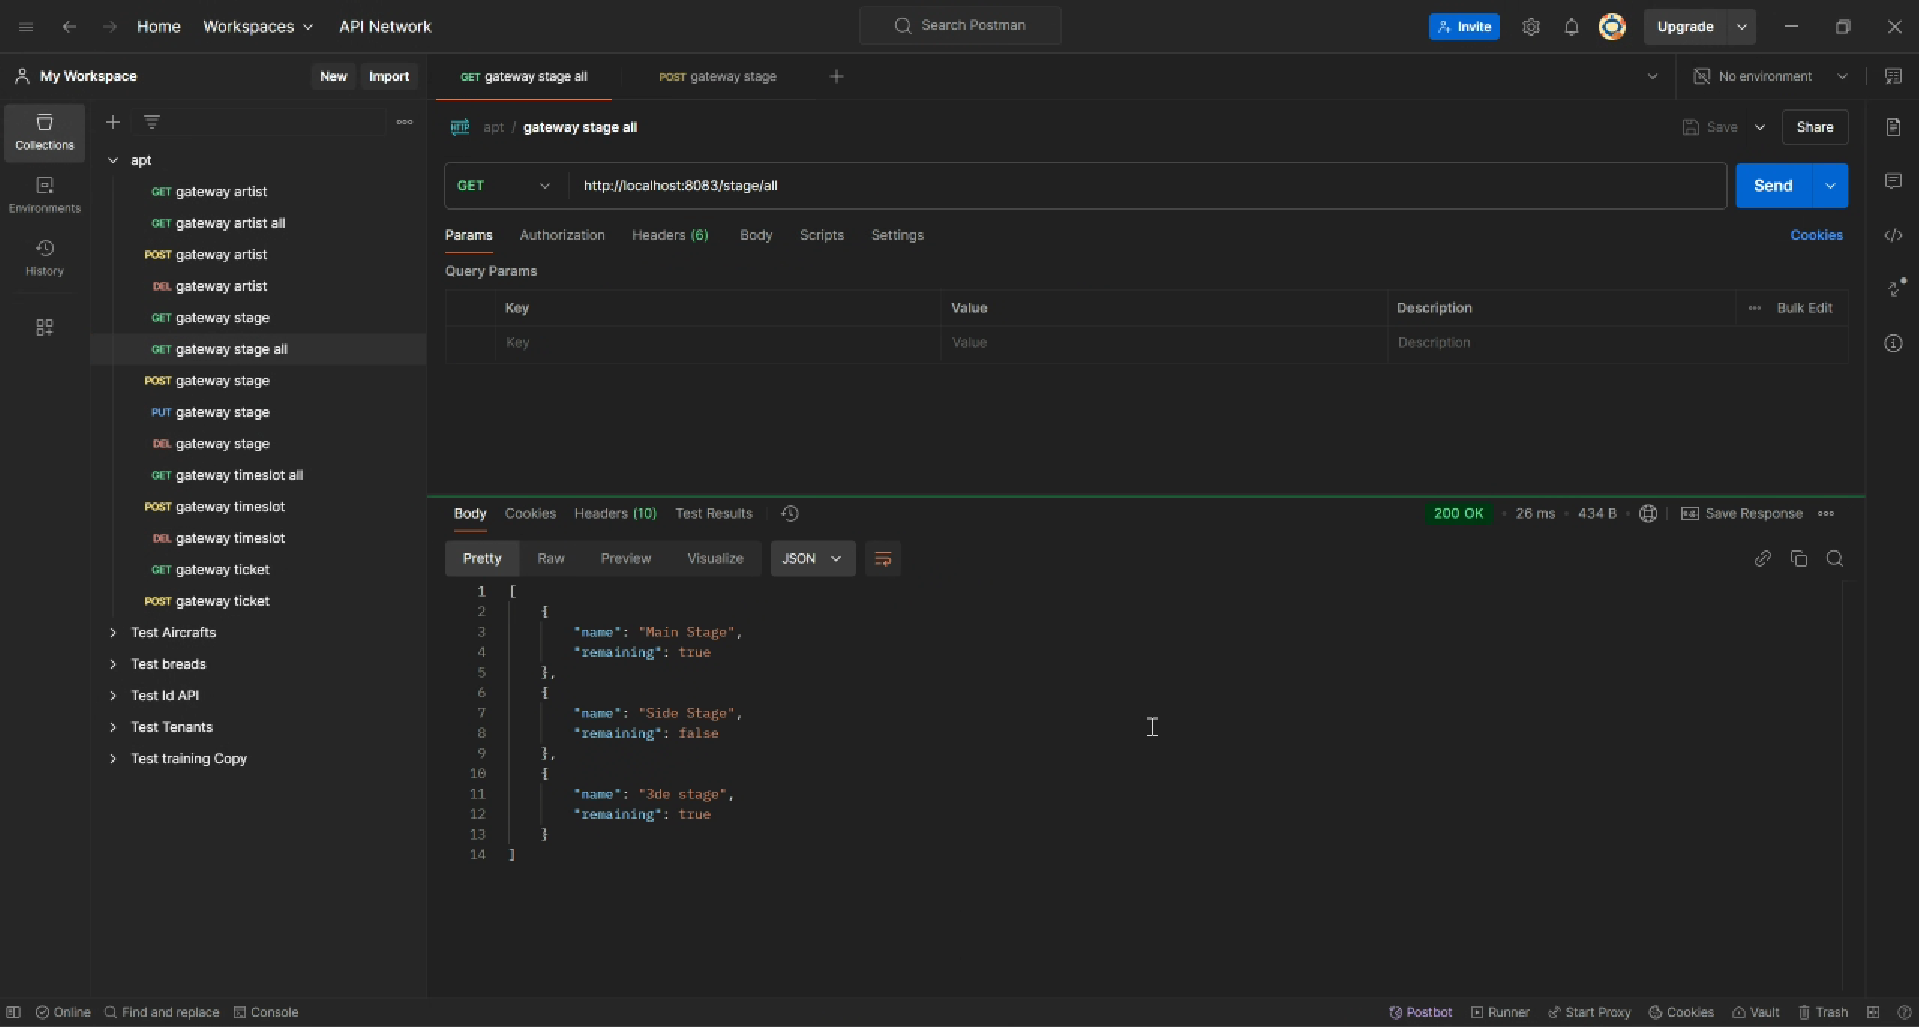 Home Workspaces API Network Search Postman Invite Upgrade
My Workspace New Import GET gateway stage all POST gateway stage No environment
Collections
Environments
History
apt
GET gateway artist
GET gateway artist all
POST gateway artist
DEL gateway artist
GET gateway stage
GET gateway stage all
POST gateway stage
PUT gateway stage
DEL gateway stage
GET gateway timeslot all
POST gateway timeslot
DEL gateway timeslot
GET gateway ticket
POST gateway ticket
Test Aircrafts
Test breads
Test Id API
Test Tenants
Test training Copy
HTTP apt / gateway stage all Save Share
GET http://localhost:8083/stage/all Send
Params Authorization Headers (6) Body Scripts Settings Cookies
Query Params
Key Value Description Bulk Edit
Key Value Description
Body Cookies Headers (10) Test Results 200 OK 26 ms 434 B Save Response
Pretty Raw Preview Visualize JSON
1 [
2 {
3 "name": "Main Stage",
4 "remaining": true
5 },
6 {
7 "name": "Side Stage",
8 "remaining": false
9 },
10 {
11 "name": "3de stage",
12 "remaining": true
13 }
14 ]
Online Find and replace Console Postbot Runner Start Proxy Cookies Vault Trash